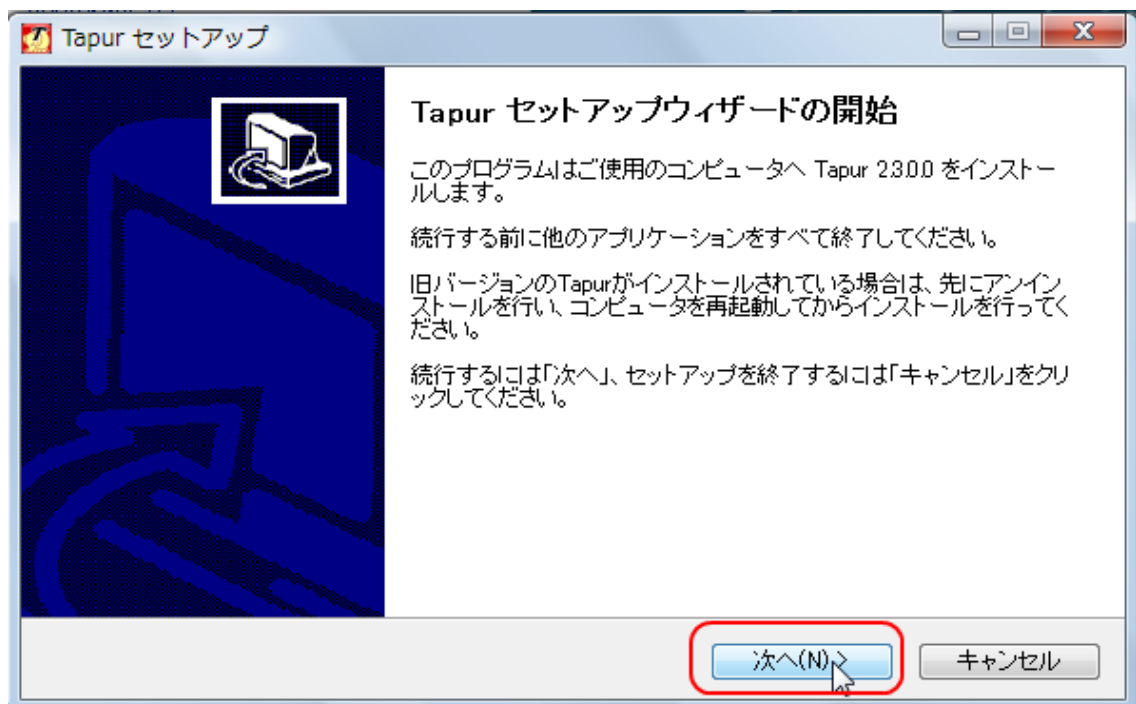 Tapur セットアップ
Tapur セットアップウィザードの開始
このプログラムはご使用のコンピュータへ Tapur 2.3.0.0 をインストー
ルします。
続行する前に他のアプリケーションをすべて終了してください。
旧バージョンのTapurがインストールされている場合は、先にアンイン
ストールを行い、コンピュータを再起動してからインストールを行ってく
ださい。
続行するには「次へ」、セットアップを終了するには「キャンセル」をクリ
ックしてください。
次へ(N) >
キャンセル